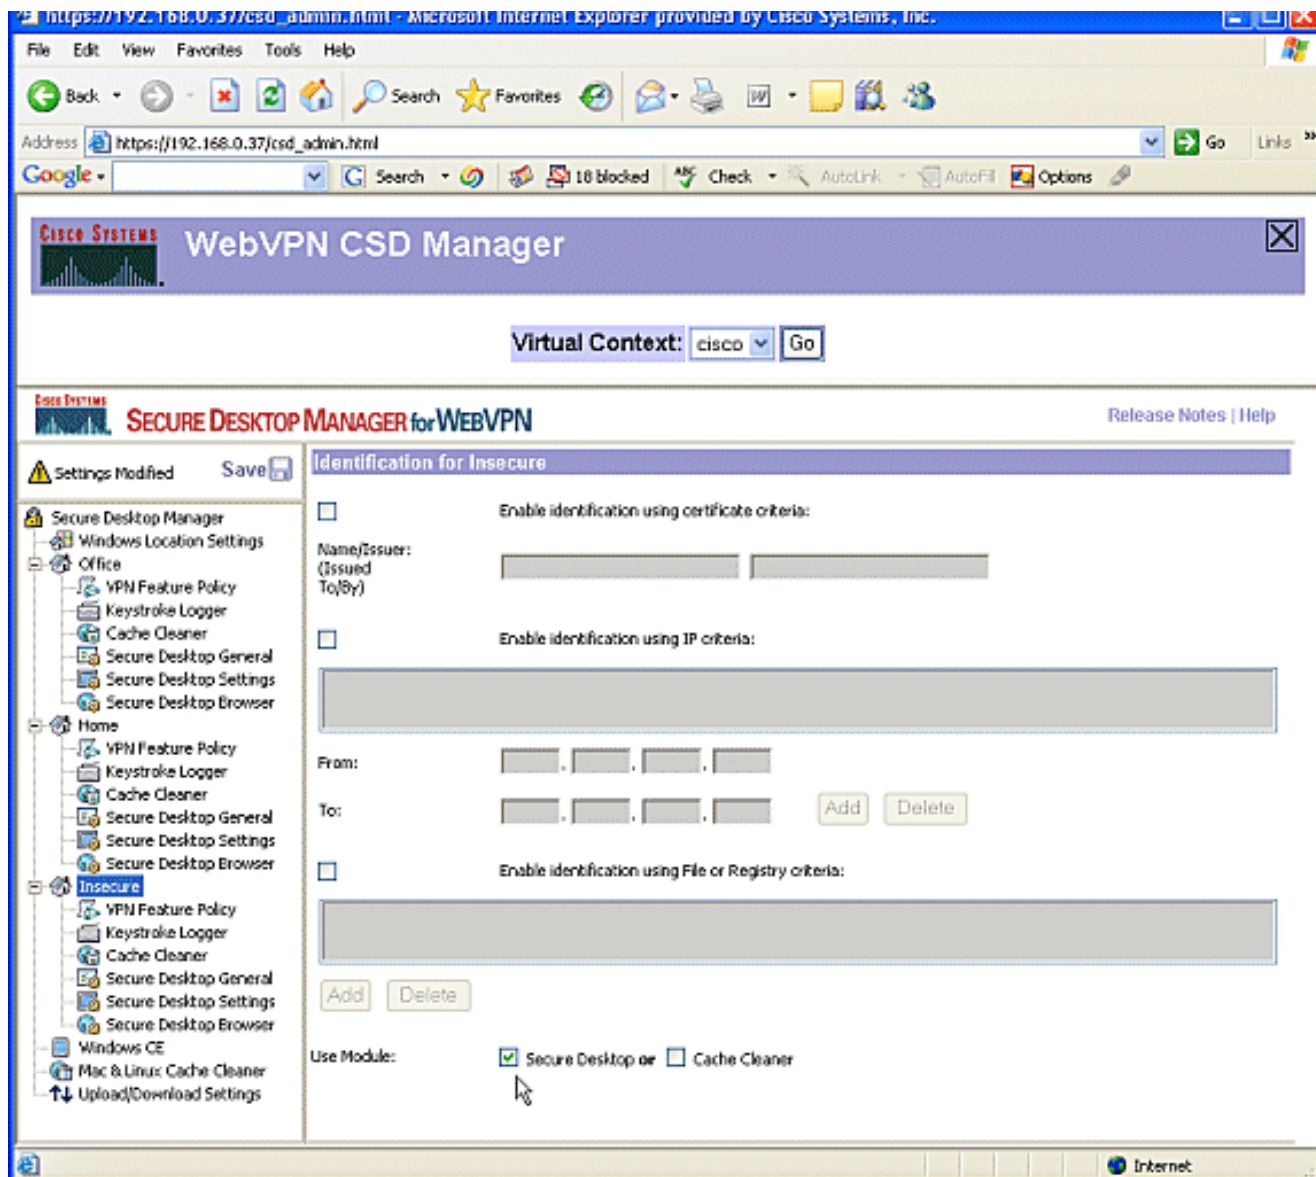 https://192.168.0.37/csd_admin.html - Microsoft Internet Explorer provided by Cisco Systems, Inc.
File Edit View Favorites Tools Help
Back Search Favorites
Address https://192.168.0.37/csd_admin.html Go Links »
Google Search 18 blocked ABC Check AutoLink AutoFill Options
CISCO SYSTEMS WebVPN CSD Manager
Virtual Context: cisco Go
CISCO SYSTEMS SECURE DESKTOP MANAGER for WEBVPN Release Notes | Help
Settings Modified Save
Secure Desktop Manager
Windows Location Settings
Office
VPN Feature Policy
Keystroke Logger
Cache Cleaner
Secure Desktop General
Secure Desktop Settings
Secure Desktop Browser
Home
VPN Feature Policy
Keystroke Logger
Cache Cleaner
Secure Desktop General
Secure Desktop Settings
Secure Desktop Browser
Insecure
VPN Feature Policy
Keystroke Logger
Cache Cleaner
Secure Desktop General
Secure Desktop Settings
Secure Desktop Browser
Windows CE
Mac & Linux Cache Cleaner
Upload/Download Settings
Identification for Insecure
Enable identification using certificate criteria:
Name/Issuer:
(Issued
To/By)
Enable identification using IP criteria:
From: . . .
To: . . . Add Delete
Enable identification using File or Registry criteria:
Add Delete
Use Module: Secure Desktop or Cache Cleaner
Internet